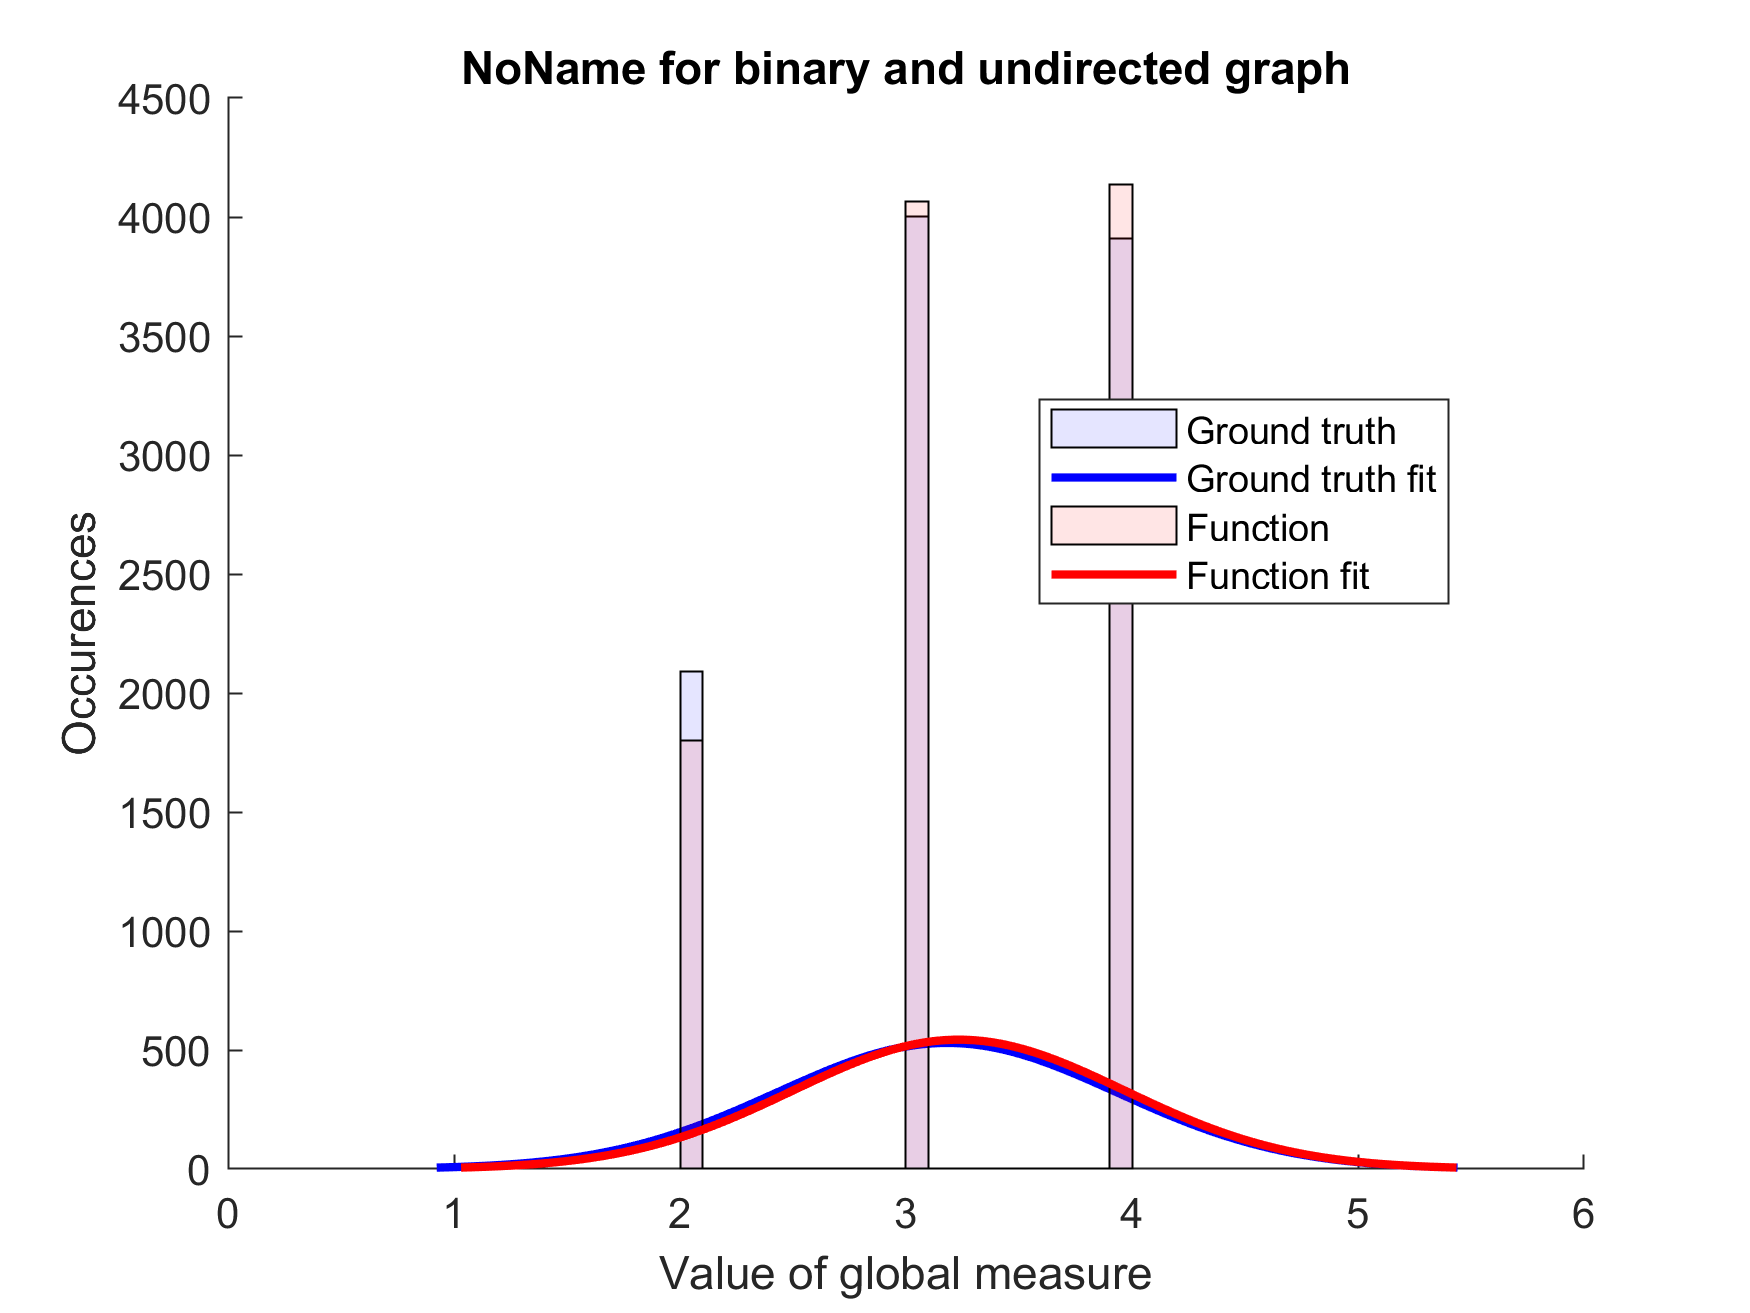 NoName for binary and undirected graph
4500
4000
3500
3000
2500
2000
1500
1000
500
0
Occurences
Ground truth
Ground truth fit
Function
Function fit
0 1 2 3 4 5 6
Value of global measure